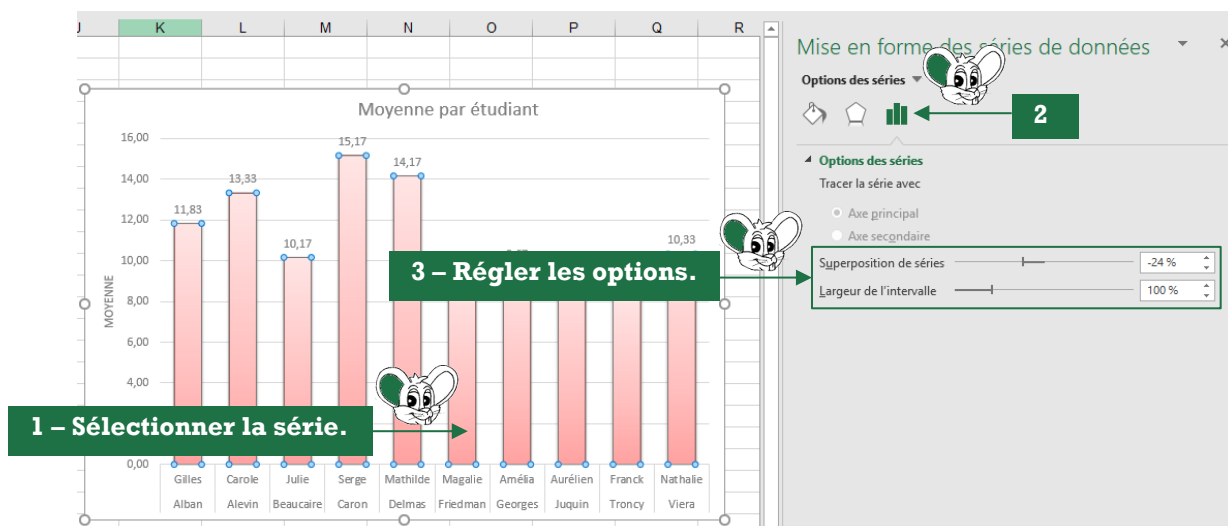 J K L M N O P Q R
Mise en forme des séries de données
Options des séries
2
Options des séries
Tracer la série avec
Axe principal
Axe secondaire
Superposition de séries -24 %
Largeur de l'intervalle 100 %
Moyenne par étudiant
MOYENNE
16,00
14,00
12,00
10,00
8,00
6,00
4,00
0,00
11,83
13,33
10,17
15,17
14,17
10,33
3 – Régler les options.
1 – Sélectionner la série.
Gilles Carole Julie Serge Mathilde Magalie Amélia Aurélien Franck Nathalie
Alban Alevin Beaucaire Caron Delmas Friedman Georges Juquin Troncy Viera